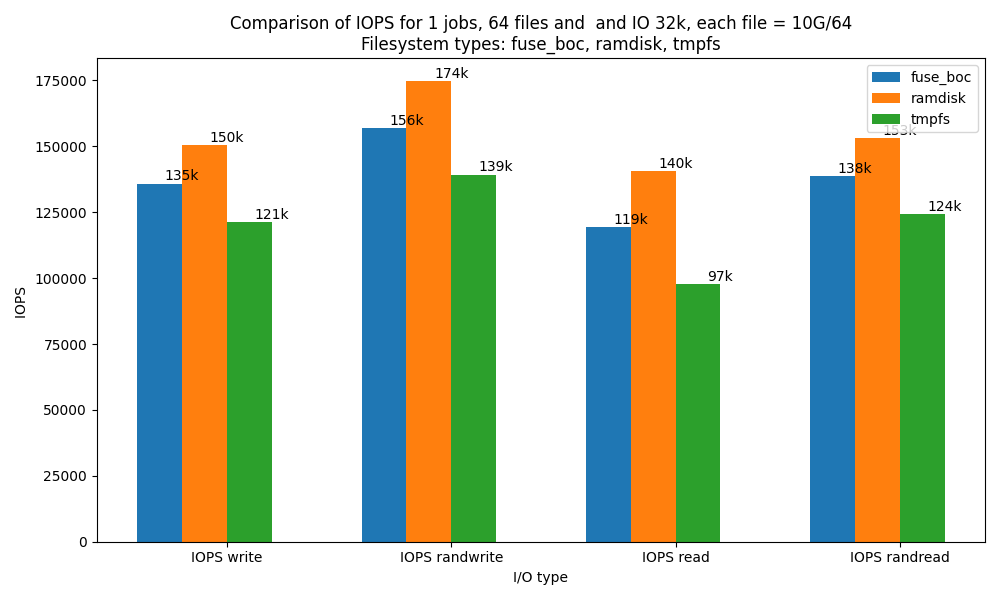 Comparison of IOPS for 1 jobs, 64 files and  and IO 32k, each file = 10G/64
Filesystem types: fuse_boc, ramdisk, tmpfs
fuse_boc
ramdisk
tmpfs
IOPS
175000
150000
125000
100000
75000
50000
25000
0
135k
150k
121k
156k
174k
139k
119k
140k
97k
138k
153k
124k
IOPS write
IOPS randwrite
IOPS read
IOPS randread
I/O type